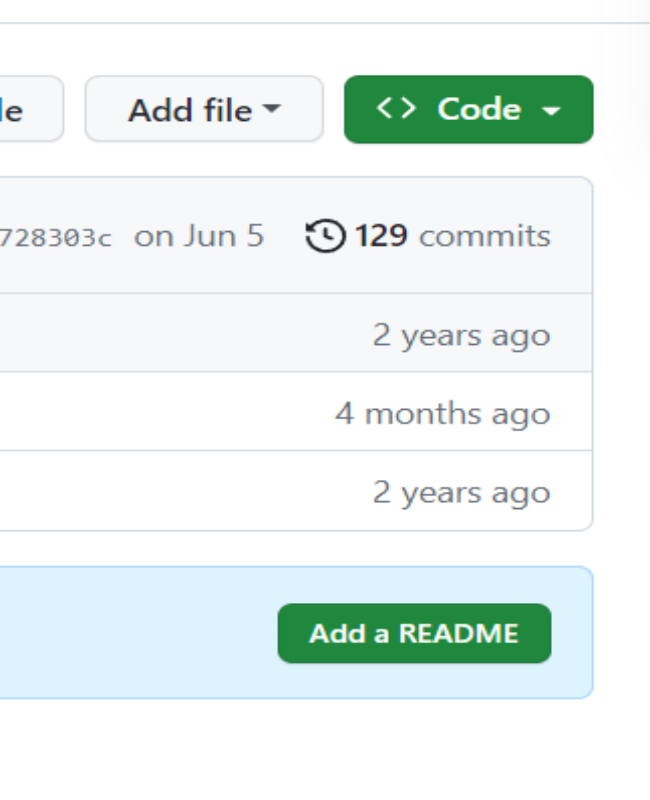 le Add file <> Code
728303c on Jun 5 129 commits
2 years ago
4 months ago
2 years ago
Add a README